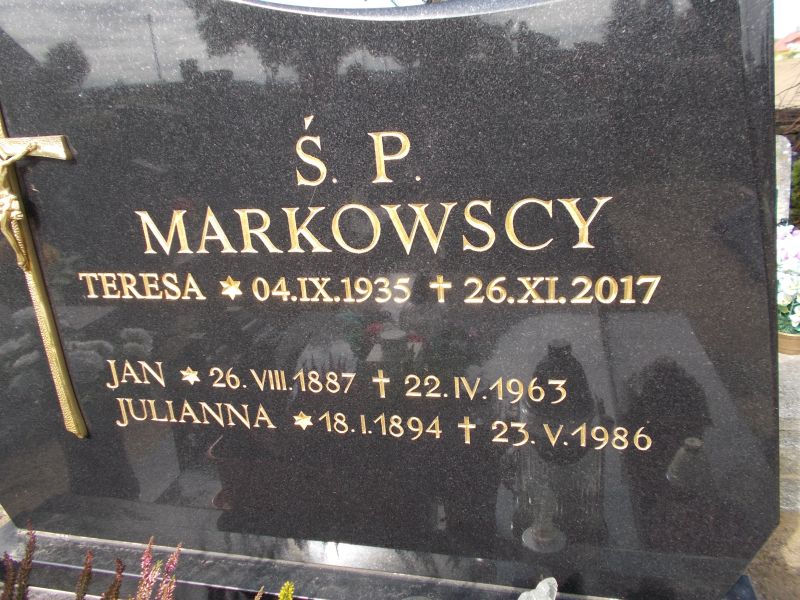 Ś. P.
MARKOWSCY
TERESA ✶ 04.IX.1935 ✝ 26.XI.2017
JAN ✶ 26.VIII.1887 ✝ 22.IV.1963
JULIANNA ✶ 18.I.1894 ✝ 23.V.1986